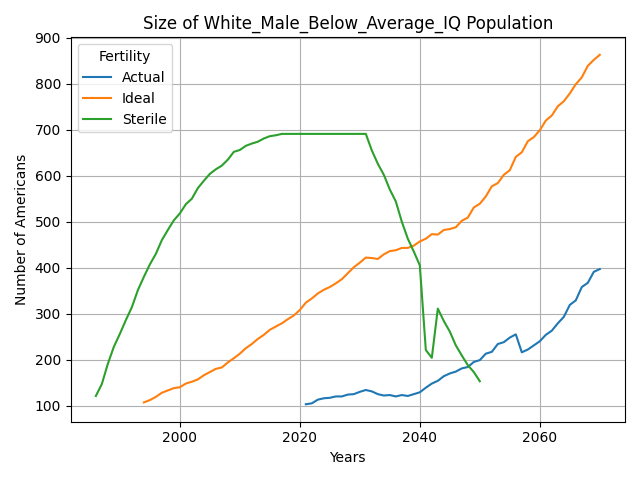 Size of White_Male_Below_Average_IQ Population
Fertility
Actual
Ideal
Sterile
Number of Americans
900
800
700
600
500
400
300
200
100
2000
2020
2040
2060
Years